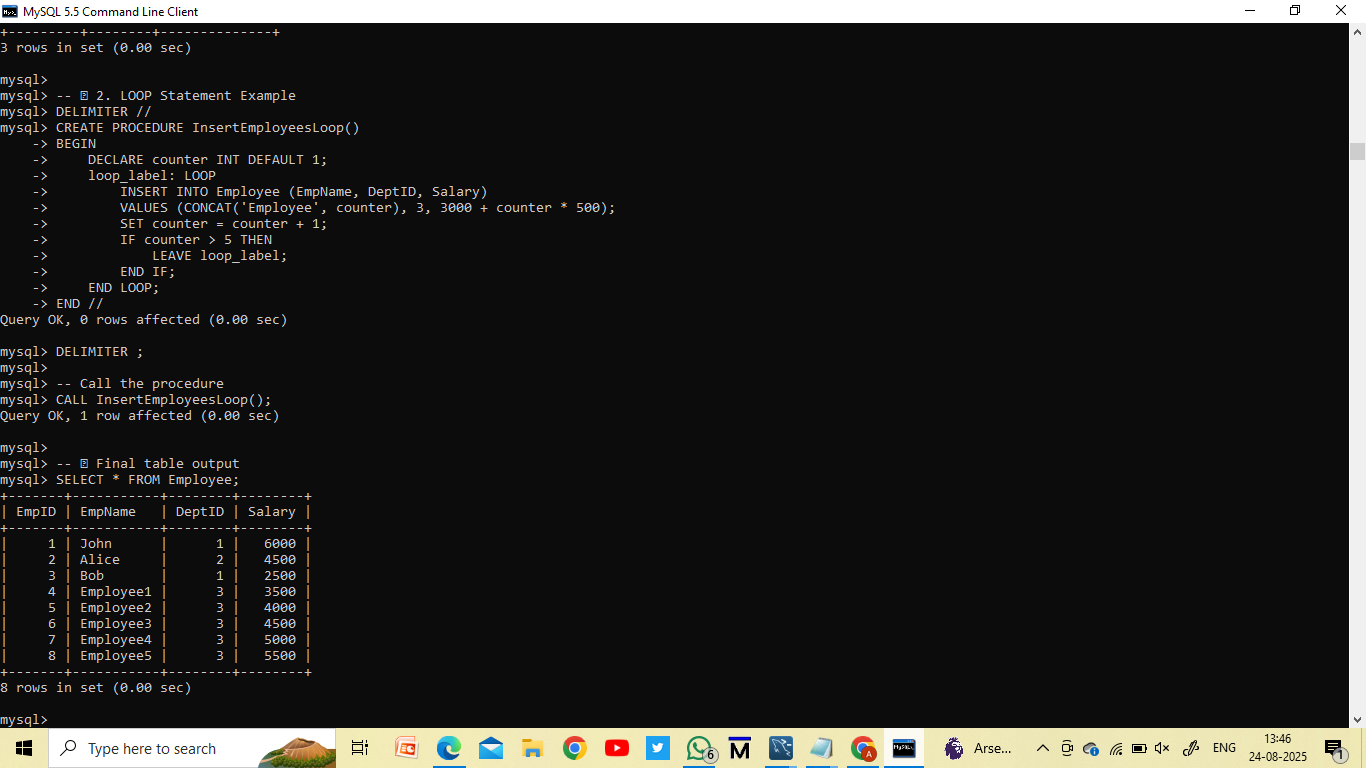 MySQL 5.5 Command Line Client
+---------+--------+--------------+
3 rows in set (0.00 sec)
mysql>
mysql> -- 2. LOOP Statement Example
mysql> DELIMITER //
mysql> CREATE PROCEDURE InsertEmployeesLoop()
    -> BEGIN
    ->     DECLARE counter INT DEFAULT 1;
    ->     loop_label: LOOP
    ->         INSERT INTO Employee (EmpName, DeptID, Salary)
    ->         VALUES (CONCAT('Employee', counter), 3, 3000 + counter * 500);
    ->         SET counter = counter + 1;
    ->         IF counter > 5 THEN
    ->             LEAVE loop_label;
    ->         END IF;
    ->     END LOOP;
    -> END //
Query OK, 0 rows affected (0.00 sec)
mysql> DELIMITER ;
mysql>
mysql> -- Call the procedure
mysql> CALL InsertEmployeesLoop();
Query OK, 1 row affected (0.00 sec)
mysql>
mysql> -- Final table output
mysql> SELECT * FROM Employee;
+-------+-----------+--------+--------+
| EmpID | EmpName   | DeptID | Salary |
+-------+-----------+--------+--------+
|     1 | John      |      1 |   6000 |
|     2 | Alice     |      2 |   4500 |
|     3 | Bob       |      1 |   2500 |
|     4 | Employee1 |      3 |   3500 |
|     5 | Employee2 |      3 |   4000 |
|     6 | Employee3 |      3 |   4500 |
|     7 | Employee4 |      3 |   5000 |
|     8 | Employee5 |      3 |   5500 |
+-------+-----------+--------+--------+
8 rows in set (0.00 sec)
mysql>
Type here to search
6
M
A
MySQL
Arse...
ENG
13:46
24-08-2025
1